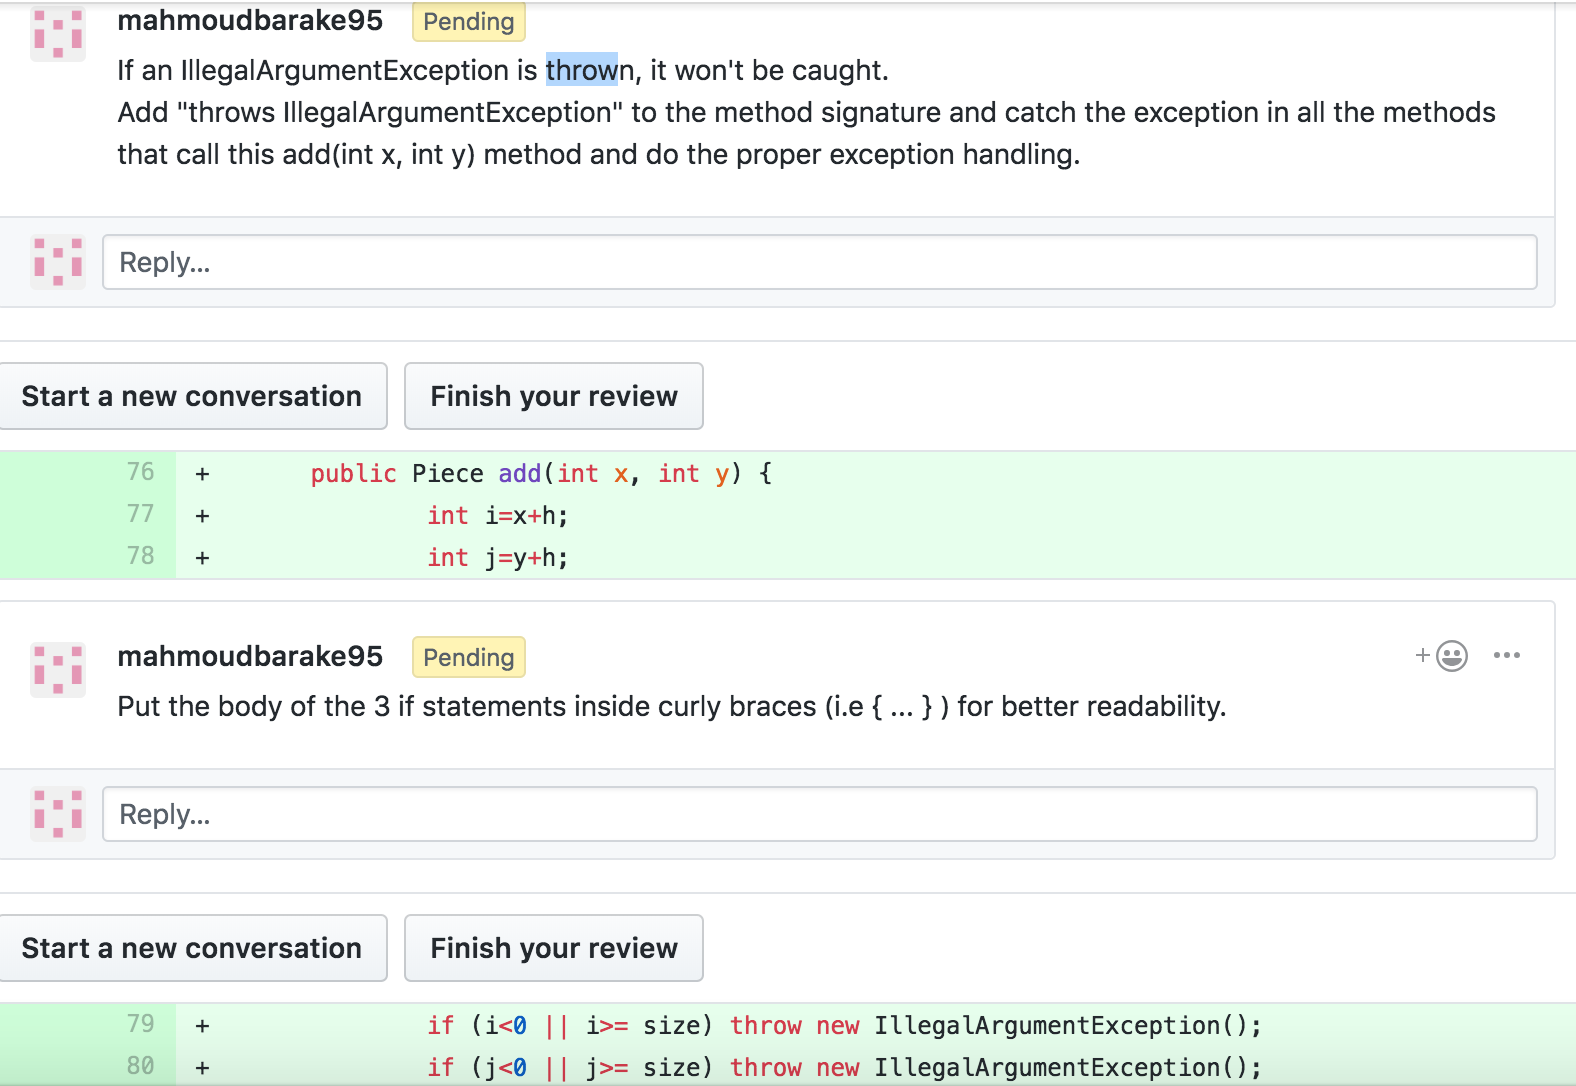 mahmoudbarake95 Pending
If an IllegalArgumentException is thrown, it won't be caught.
Add "throws IllegalArgumentException" to the method signature and catch the exception in all the methods
that call this add(int x, int y) method and do the proper exception handling.
Reply...
Start a new conversation Finish your review
76 + public Piece add(int x, int y) {
77 + int i=x+h;
78 + int j=y+h;
mahmoudbarake95 Pending
Put the body of the 3 if statements inside curly braces (i.e { ... } ) for better readability.
Reply...
Start a new conversation Finish your review
79 + if (i<0 || i>= size) throw new IllegalArgumentException();
80 + if (j<0 || j>= size) throw new IllegalArgumentException();